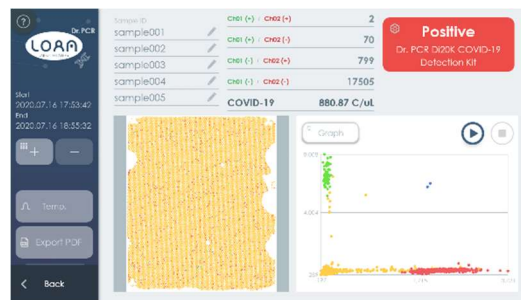 ?
Dr. PCR
LOAA
Start
2020.07.16 17:53:42
End
2020.07.16 18:55:32
+
−
Temp.
Export PDF
< Back
Sample ID
sample001
sample002
sample003
sample004
sample005
Ch01 (+) / Ch02 (+) 2
Ch01 (+) / Ch02 (-) 70
Ch01 (-) / Ch02 (+) 799
Ch01 (-) / Ch02 (-) 17505
COVID-19 880.87 C/uL
Positive
Dr. PCR Di20K COVID-19
Detection Kit
Graph